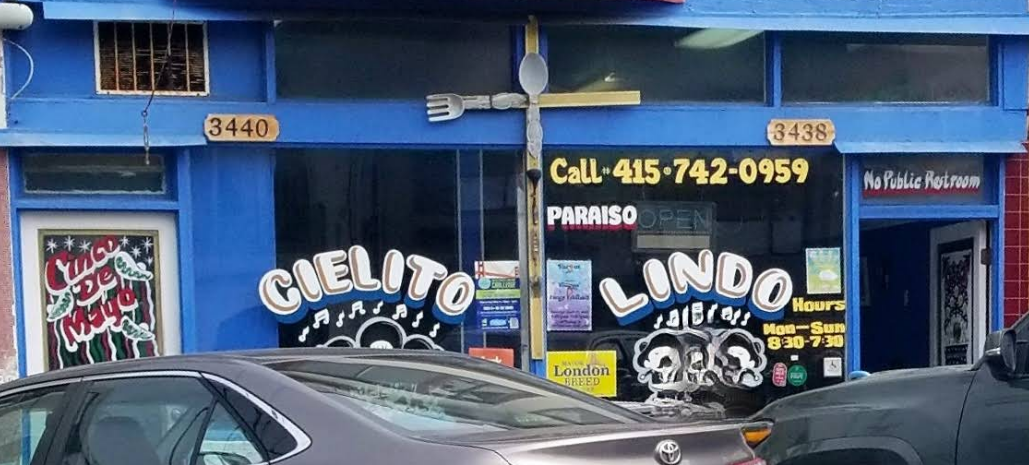 3440
3438
Call 415-742-0959
No Public Restroom
PARAISO
OPEN
Cinco
De
Mayo
CIELITO LINDO
Hours
Mon-Sun
8:30-7:30
London
BREED